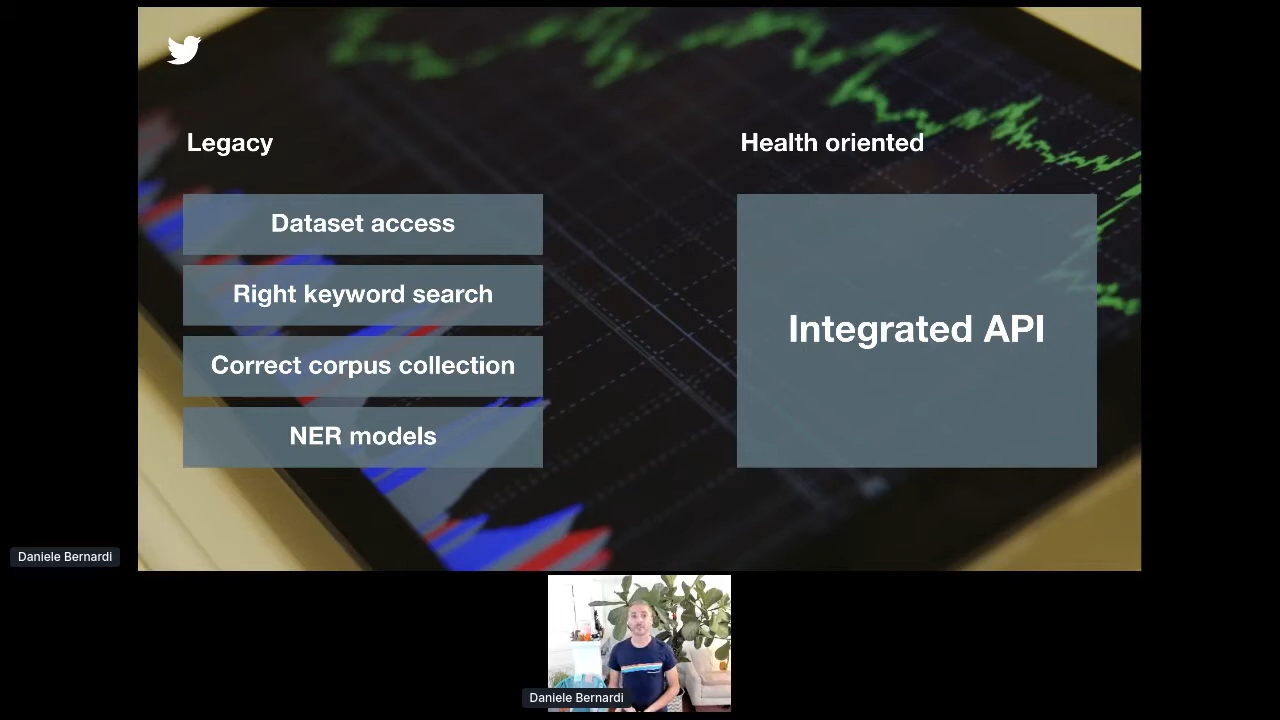 Legacy
Health oriented
Dataset access
Right keyword search
Correct corpus collection
NER models
Integrated API
Daniele Bernardi
Daniele Bernardi